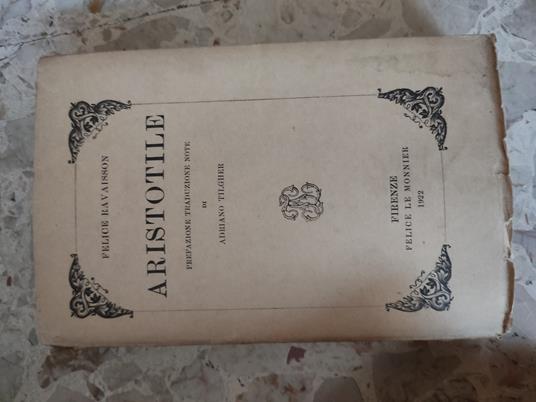 FELICE RAVAISSON
ARISTOTILE
PREFAZIONE TRADUZIONE NOTE
DI
ADRIANO TILGHER
FIRENZE
FELICE LE MONNIER
1922